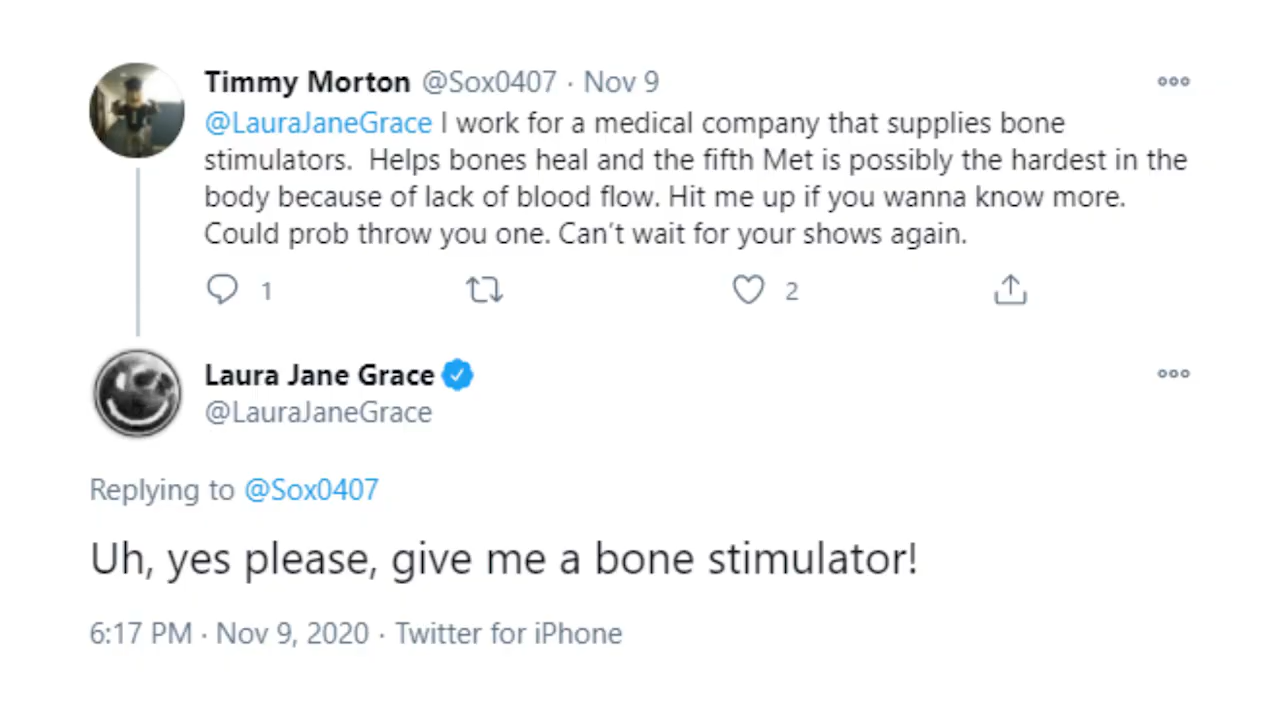 Timmy Morton @Sox0407 · Nov 9
@LauraJaneGrace I work for a medical company that supplies bone
stimulators.  Helps bones heal and the fifth Met is possibly the hardest in the
body because of lack of blood flow. Hit me up if you wanna know more.
Could prob throw you one. Can't wait for your shows again.
1 2
Laura Jane Grace
@LauraJaneGrace
Replying to @Sox0407
Uh, yes please, give me a bone stimulator!
6:17 PM · Nov 9, 2020 · Twitter for iPhone